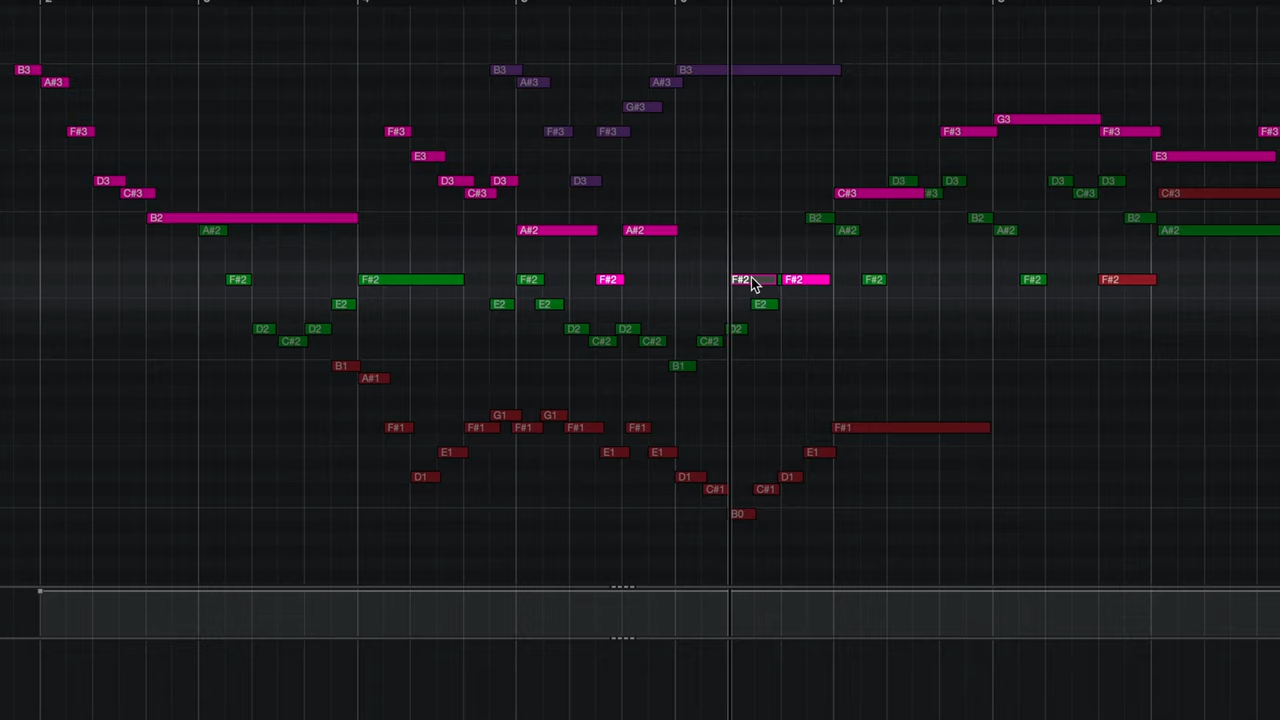 B3 B3 B3
A#3 A#3 A#3
G#3
G3
F#3 F#3 F#3 F#3 F#3 F#3 F#3
E3 E3
D3 D3 D3 D3 D3 D3 D3 D3
C#3 C#3 C#3 #3 C#3 C#3
B2 B2 B2 B2
A#2 A#2 A#2 A#2 A#2 A#2
F#2 F#2 F#2 F#2 F#2 F#2 F#2 F#2 F#2
E2 E2 E2 E2
D2 D2 D2 D2 D2
C#2 C#2 C#2 C#2
B1 B1
A#1
G1 G1
F#1 F#1 F#1 F#1 F#1 F#1
E1 E1 E1 E1
D1 D1 D1
C#1 C#1
B0